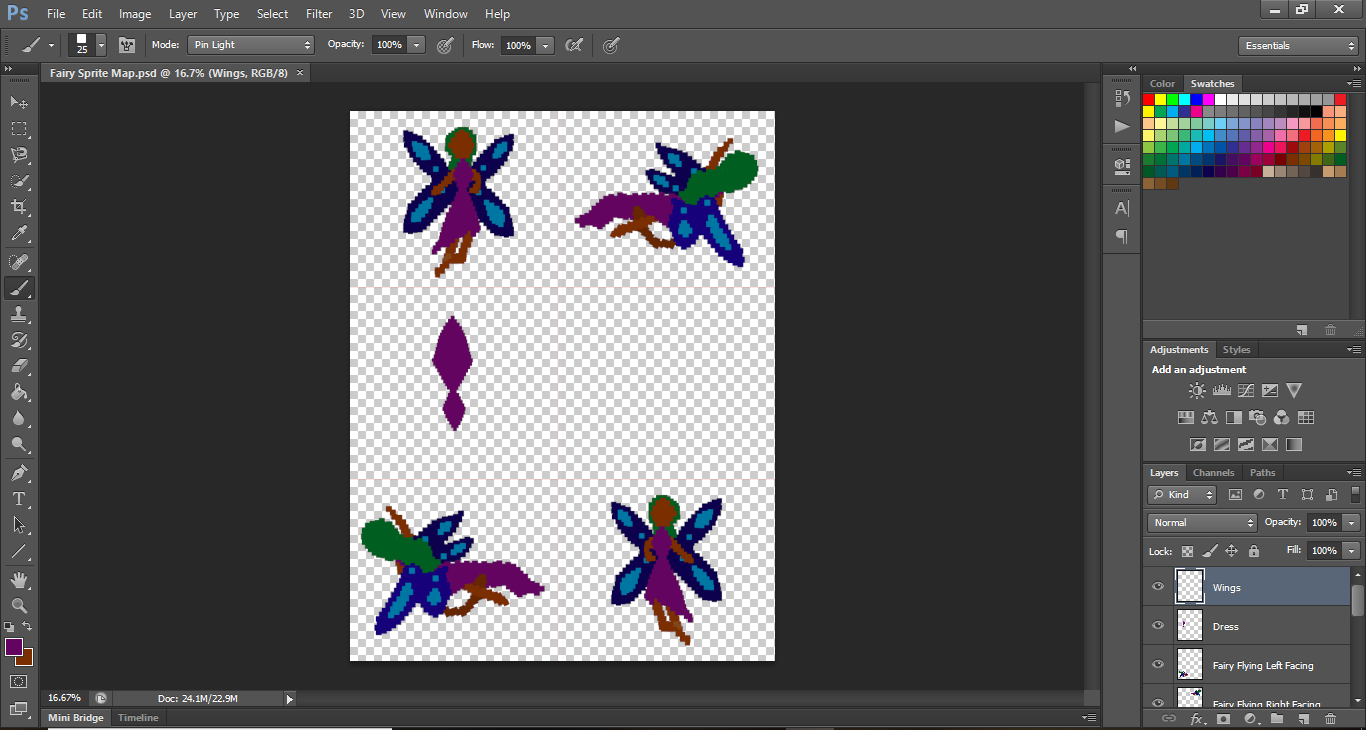 Ps File Edit Image Layer Type Select Filter 3D View Window Help
25 Mode: Pin Light Opacity: 100% Flow: 100% Essentials
Fairy Sprite Map.psd @ 16.7% (Wings, RGB/8) ×
Color Swatches
Adjustments Styles
Add an adjustment
Layers Channels Paths
Kind
Normal Opacity: 100%
Lock: Fill: 100%
Wings
Dress
Fairy Flying Left Facing
Fairy Flying Right Facing
16.67% Doc: 24.1M/22.9M
Mini Bridge Timeline